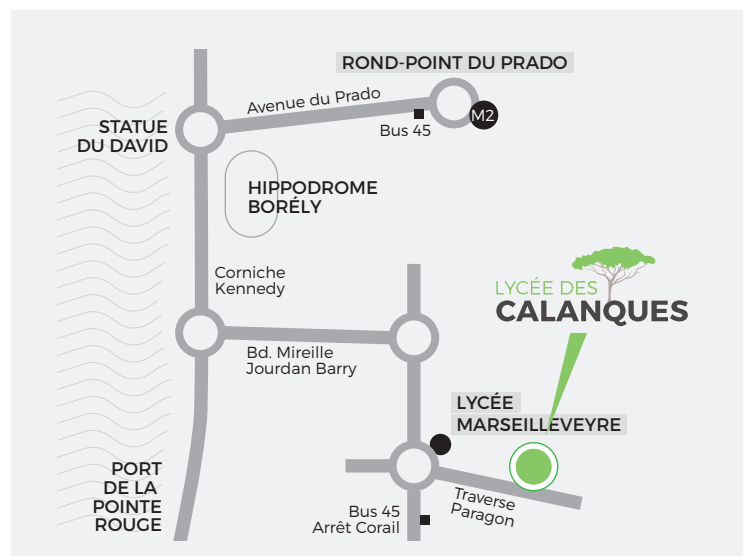 ROND-POINT DU PRADO
Avenue du Prado
M2
Bus 45
STATUE
DU DAVID
HIPPODROME
BORÉLY
Corniche
Kennedy
LYCÉE DES
CALANQUES
Bd. Mireille
Jourdan Barry
LYCÉE
MARSEILLEVEYRE
PORT
DE LA
POINTE
ROUGE
Traverse
Paragon
Bus 45
Arrêt Corail